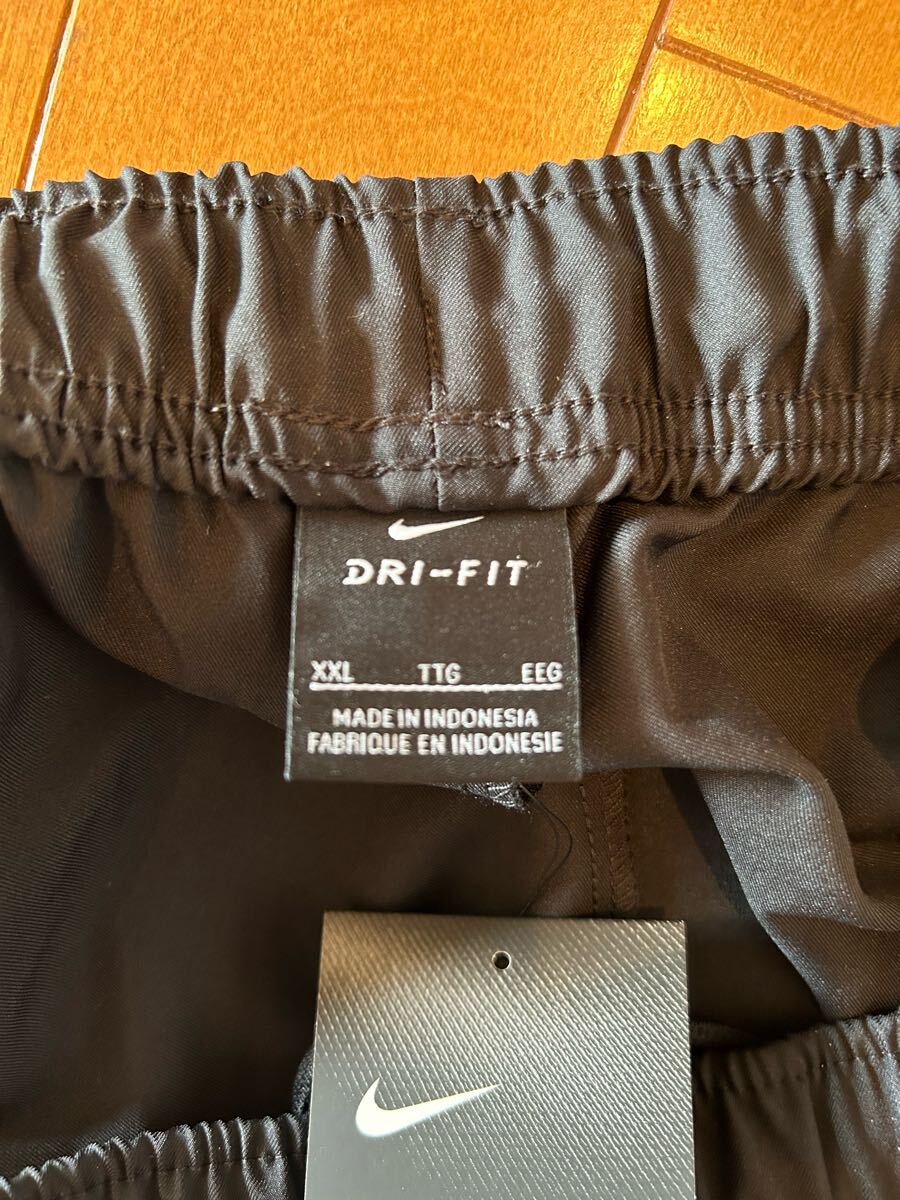 DRI-FIT
XXL TTG EEG
MADE IN INDONESIA
FABRIQUE EN INDONESIE